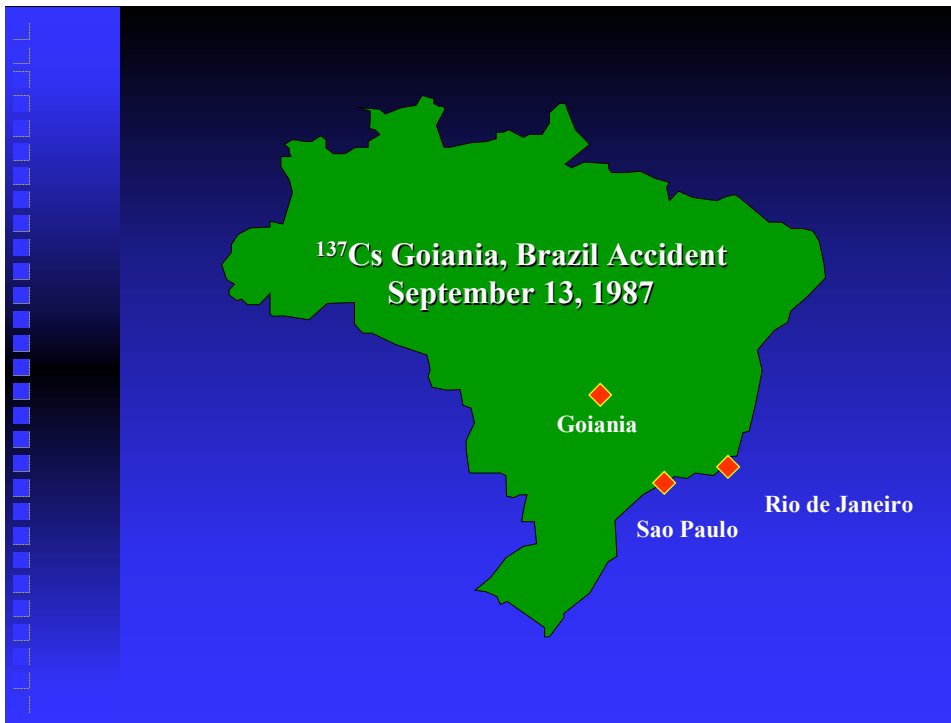 ¹³⁷Cs Goiania, Brazil Accident
September 13, 1987
Goiania
Rio de Janeiro
Sao Paulo